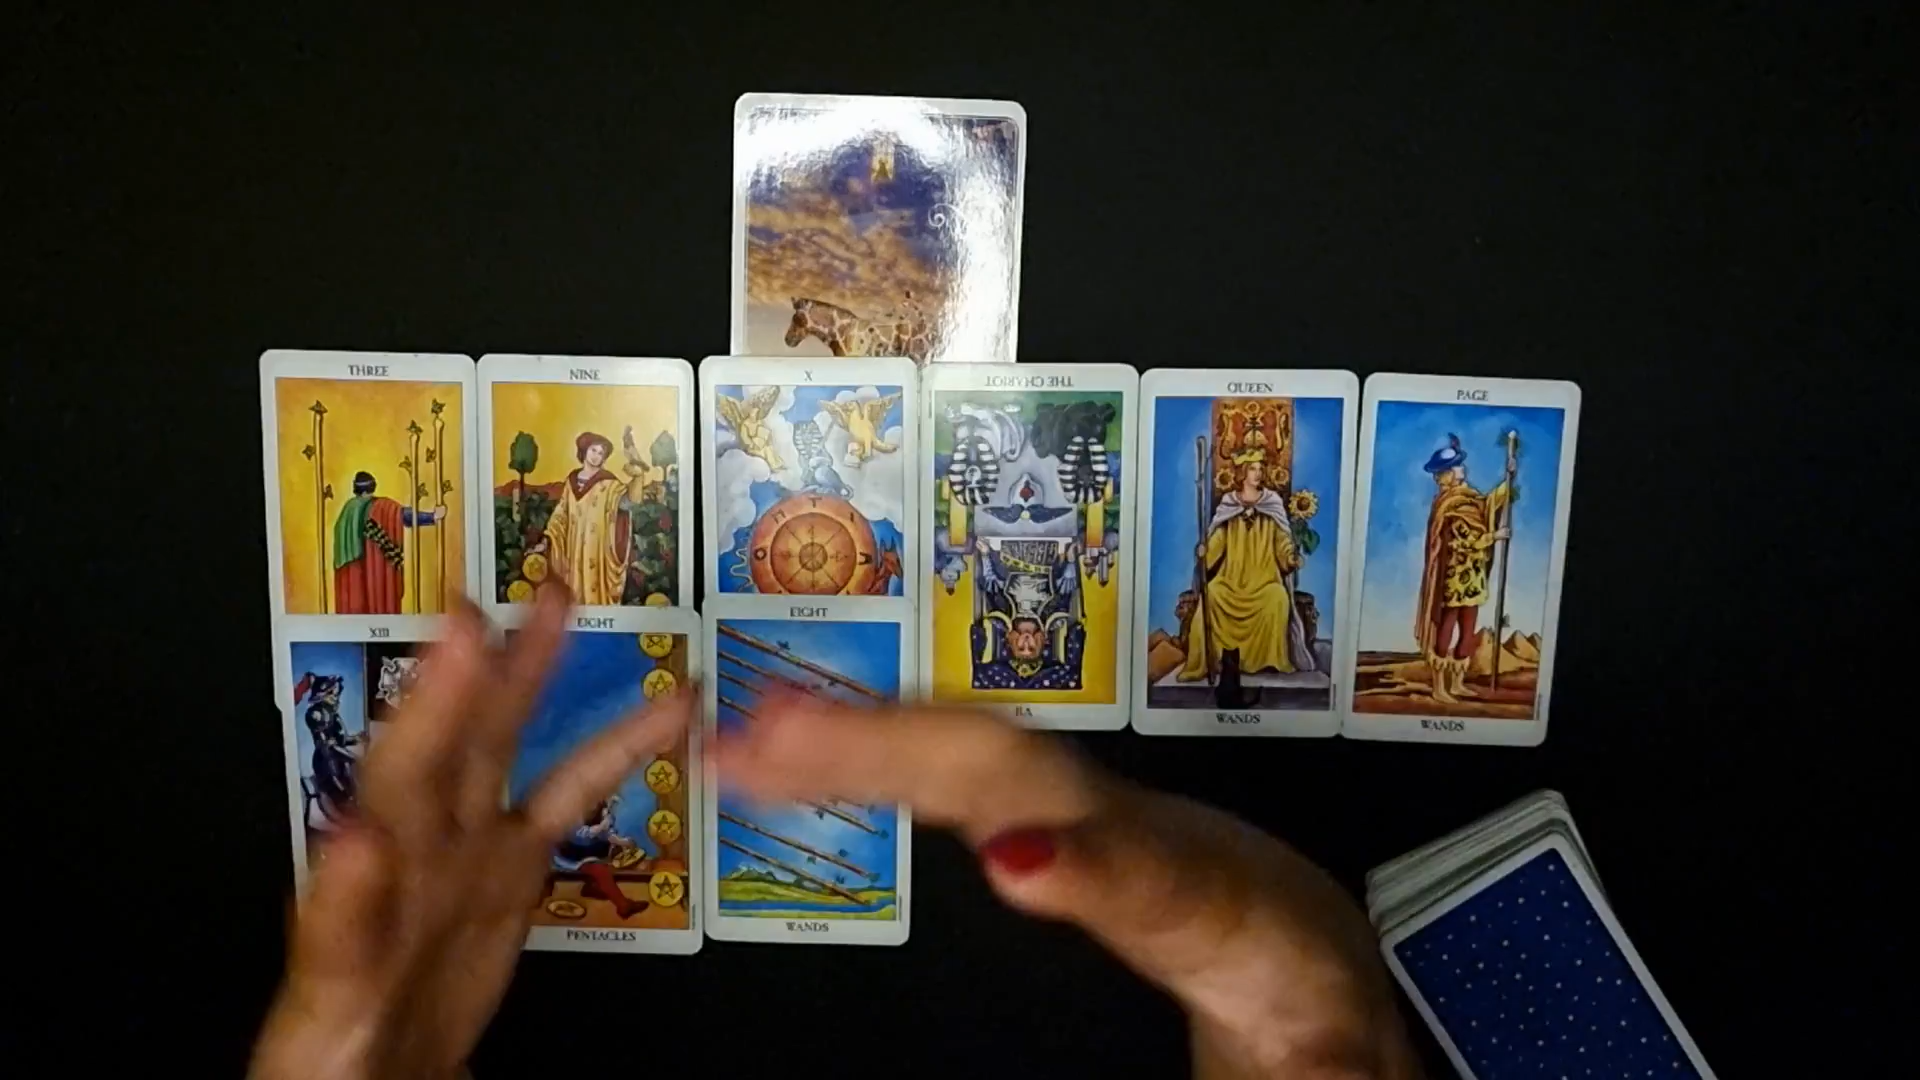 THREE
NINE
X
THE CHARIOT
QUEEN
PAGE
XIII
EIGHT
EIGHT
WANDS
WANDS
PENTACLES
WANDS